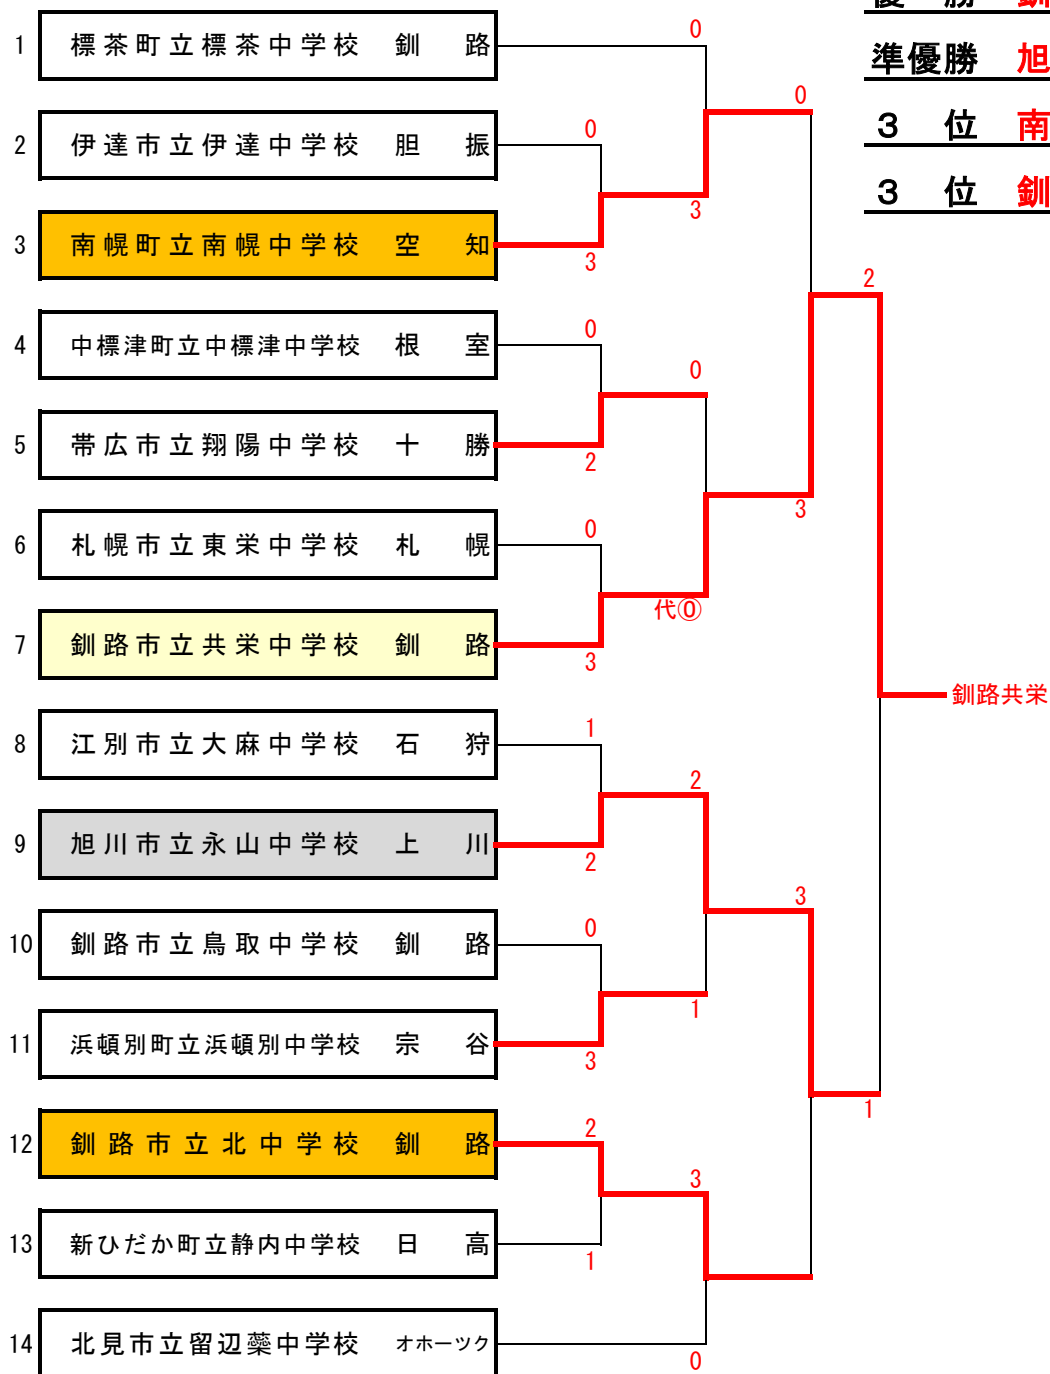 優勝 釧
準優勝 旭
3位 南
3位 釧
1 標茶町立標茶中学校 釧路
2 伊達市立伊達中学校 胆振
3 南幌町立南幌中学校 空知
4 中標津町立中標津中学校 根室
5 帯広市立翔陽中学校 十勝
6 札幌市立東栄中学校 札幌
7 釧路市立共栄中学校 釧路
8 江別市立大麻中学校 石狩
9 旭川市立永山中学校 上川
10 釧路市立鳥取中学校 釧路
11 浜頓別町立浜頓別中学校 宗谷
12 釧路市立北中学校 釧路
13 新ひだか町立静内中学校 日高
14 北見市立留辺蘂中学校 オホーツク
0
0
3
0
2
0
3
1
2
0
3
2
1
0
3
0
代⓪
2
1
3
0
0
3
3
2
1
釧路共栄